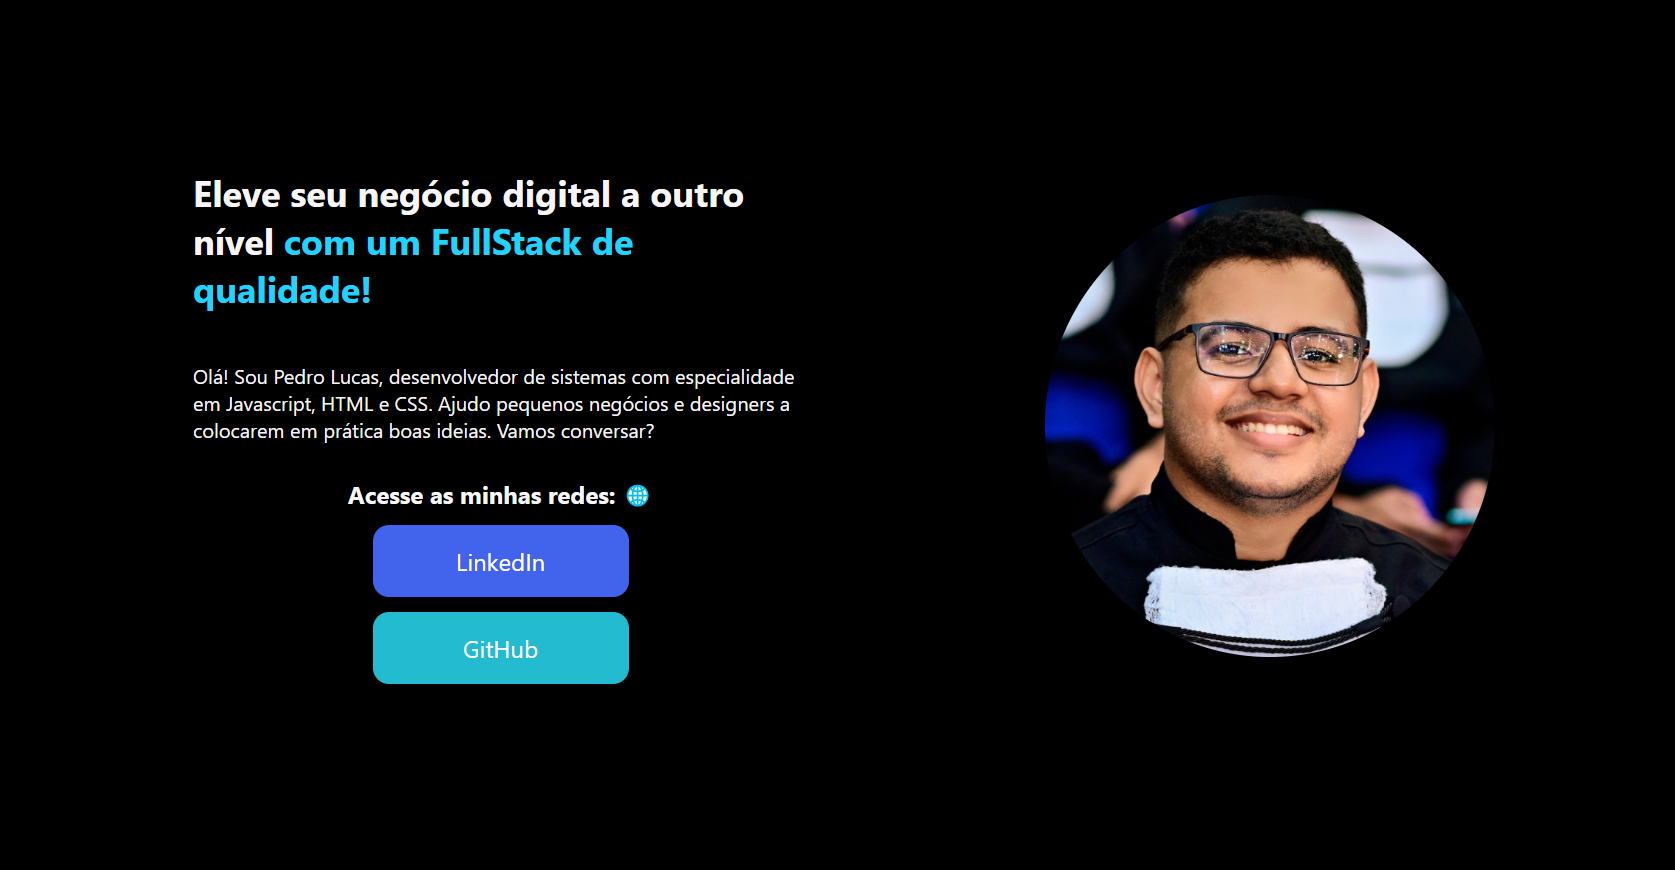 Eleve seu negócio digital a outro
nível com um FullStack de
qualidade!
Olá! Sou Pedro Lucas, desenvolvedor de sistemas com especialidade
em Javascript, HTML e CSS. Ajudo pequenos negócios e designers a
colocarem em prática boas ideias. Vamos conversar?
Acesse as minhas redes: 🌐
LinkedIn
GitHub